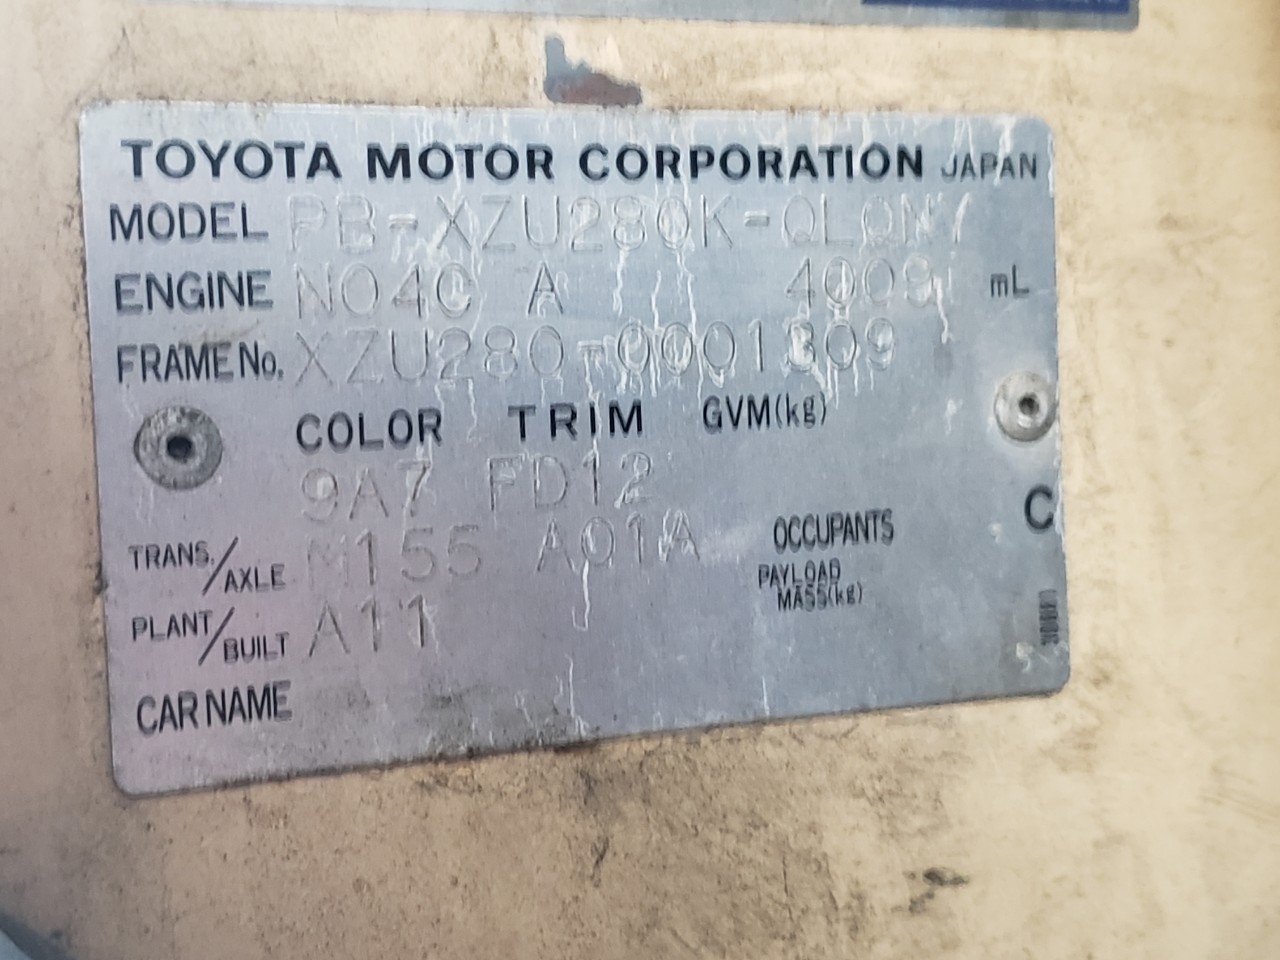 TOYOTA MOTOR CORPORATION JAPAN
MODEL PB-XZU280K-QLQNY
ENGINE N04C A 4009 mL
FRAME No. XZU280-0001309
COLOR TRIM GVM(kg)
9A7 FD12
TRANS./AXLE M155 A01A OCCUPANTS
PAYLOAD MASS(kg)
C
PLANT/BUILT A11
CAR NAME